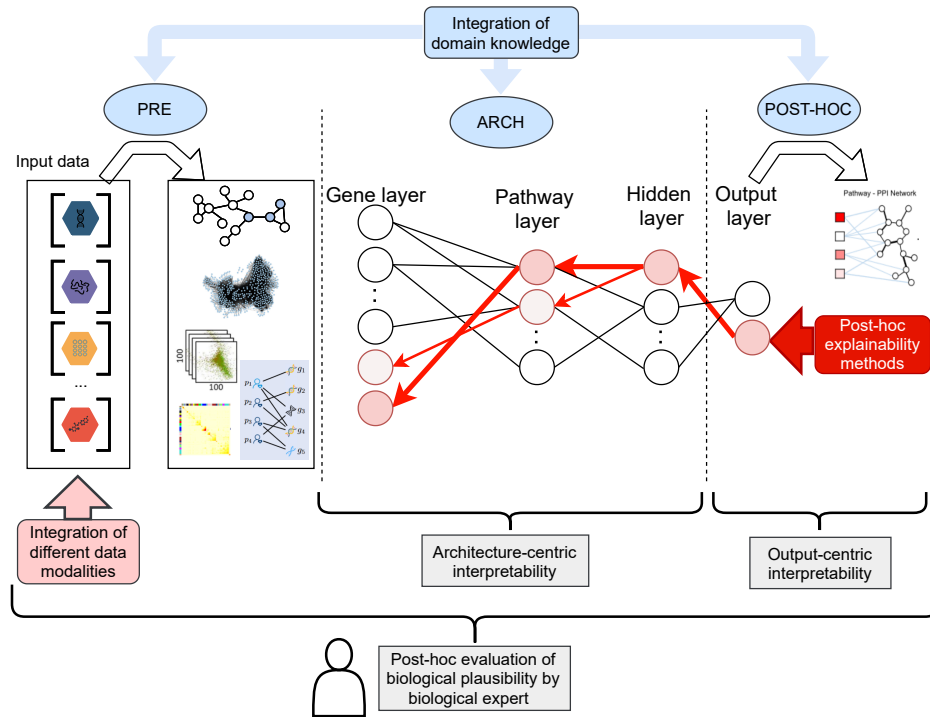 Integration of
domain knowledge
PRE
ARCH
POST-HOC
Input data
Gene layer
Pathway
layer
Hidden
layer
Output
layer
Pathway - PPI Network
...
100
100
p1
p2
p3
p4
g1
g2
g3
g4
g5
Post-hoc
explainability
methods
Integration of
different data
modalities
Architecture-centric
interpretability
Output-centric
interpretability
Post-hoc evaluation of
biological plausibility by
biological expert